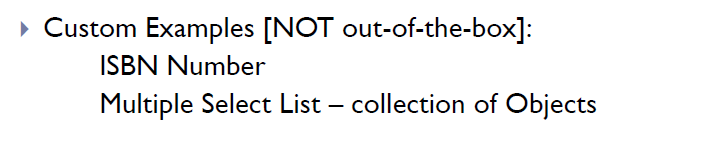 Custom Examples [NOT out-of-the-box]:
ISBN Number
Multiple Select List – collection of Objects